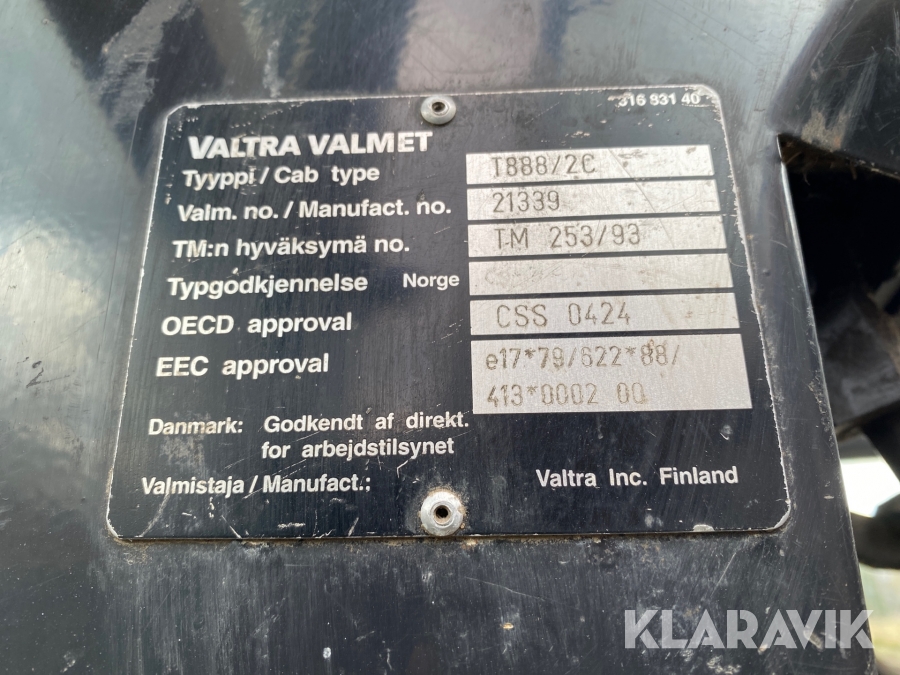 316 831 40
VALTRA VALMET
Tyyppi / Cab type T888/2C
Valm. no. / Manufact. no. 21339
TM:n hyväksymä no. TM 253/93
Typgodkjennelse Norge
OECD approval CSS 0424
EEC approval e17*79/622*88/
413*0002 00
Danmark: Godkendt af direkt.
for arbejdstilsynet
Valmistaja / Manufact.: Valtra Inc. Finland
2
KLARAVIK